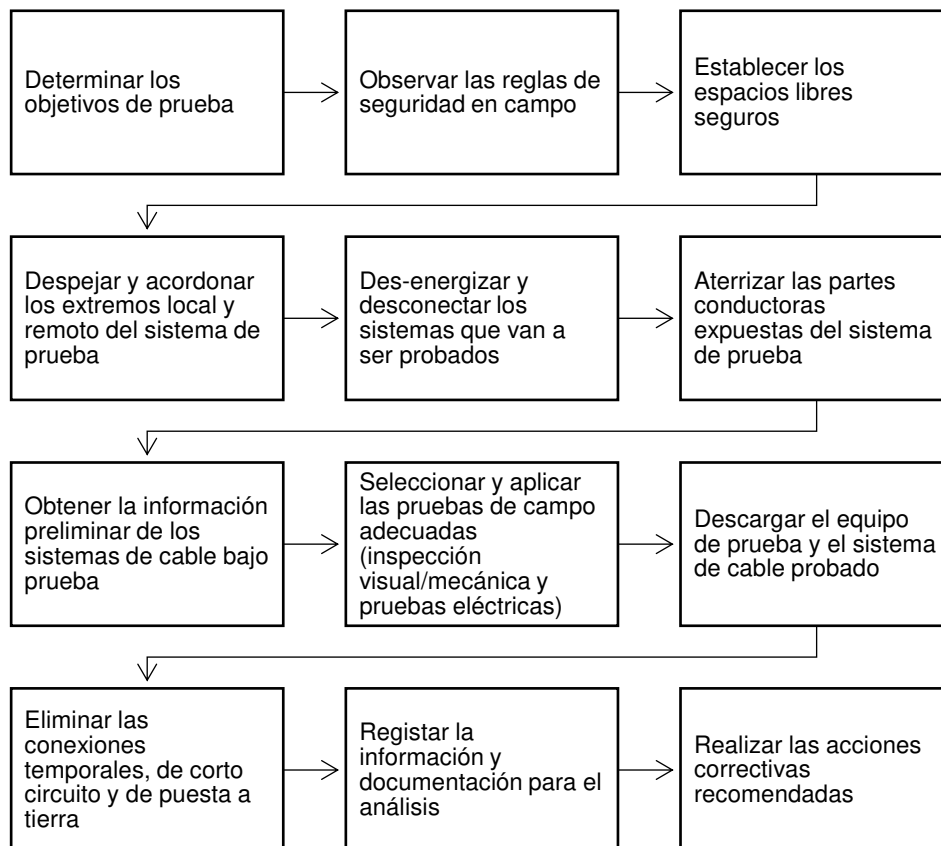 Determinar los
objetivos de prueba
Observar las reglas de
seguridad en campo
Establecer los
espacios libres
seguros
Despejar y acordonar
los extremos local y
remoto del sistema de
prueba
Des-energizar y
desconectar los
sistemas que van a
ser probados
Aterrizar las partes
conductoras
expuestas del sistema
de prueba
Obtener la información
preliminar de los
sistemas de cable bajo
prueba
Seleccionar y aplicar
las pruebas de campo
adecuadas
(inspección
visual/mecánica y
pruebas eléctricas)
Descargar el equipo
de prueba y el sistema
de cable probado
Eliminar las
conexiones
temporales, de corto
circuito y de puesta a
tierra
Registar la
información y
documentación para el
análisis
Realizar las acciones
correctivas
recomendadas